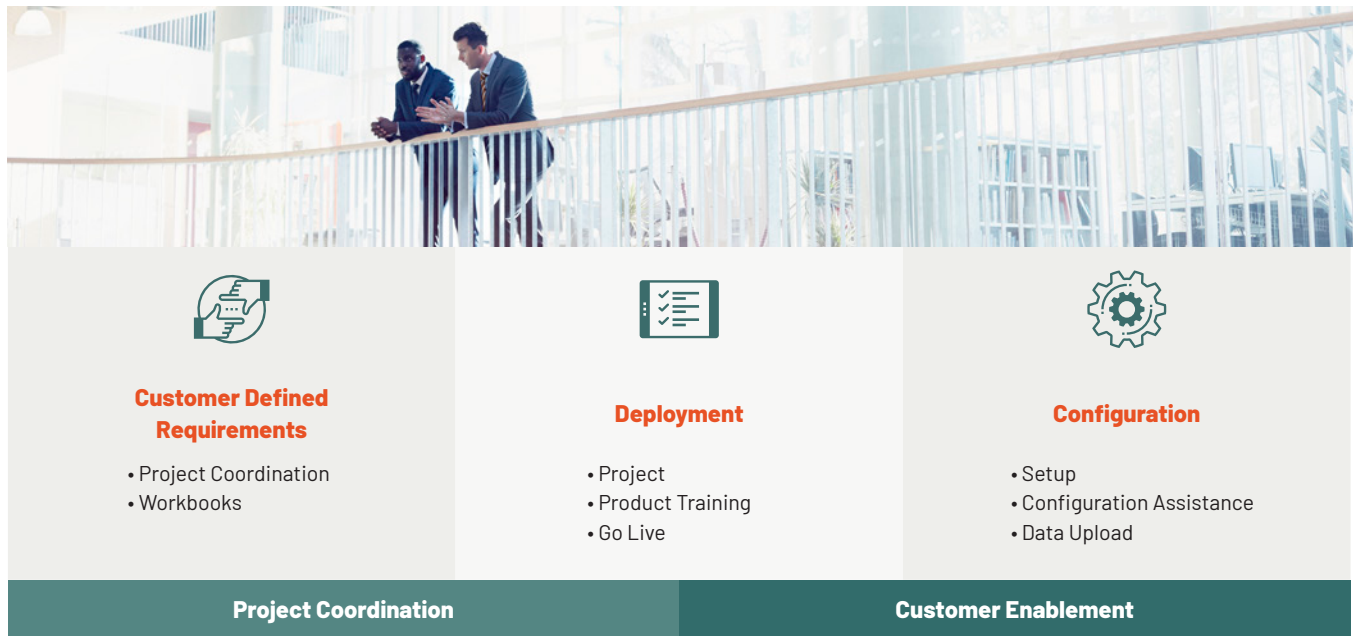 Customer Defined
Requirements
• Project Coordination
• Workbooks
Deployment
• Project
• Product Training
• Go Live
Configuration
• Setup
• Configuration Assistance
• Data Upload
Project Coordination
Customer Enablement